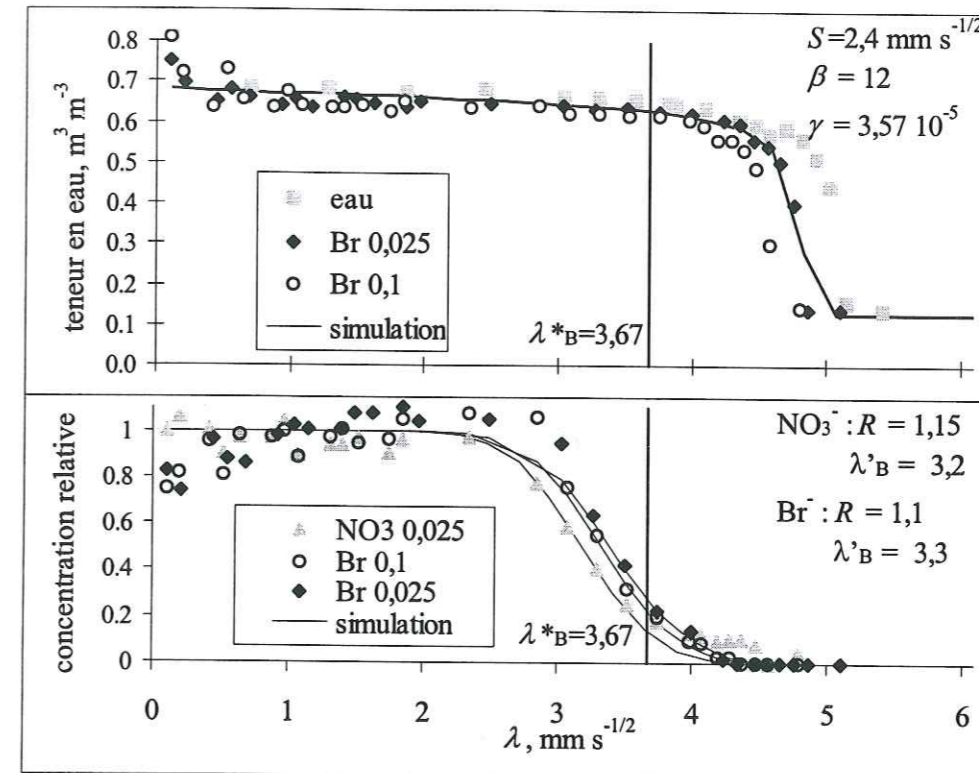 0.8
0.7
0.6
0.5
0.4
0.3
0.2
0.1
0.0
teneur en eau, m³ m⁻³
S=2,4 mm s⁻¹/²
β = 12
γ = 3,57 10⁻⁵
eau
Br 0,025
Br 0,1
simulation
λ*B=3,67
1
0.8
0.6
0.4
0.2
0
concentration relative
NO₃⁻ : R = 1,15
λ'B = 3,2
Br⁻ : R = 1,1
λ'B = 3,3
NO3 0,025
Br 0,1
Br 0,025
simulation
λ*B=3,67
0 1 2 3 4 5 6
λ, mm s⁻¹/²